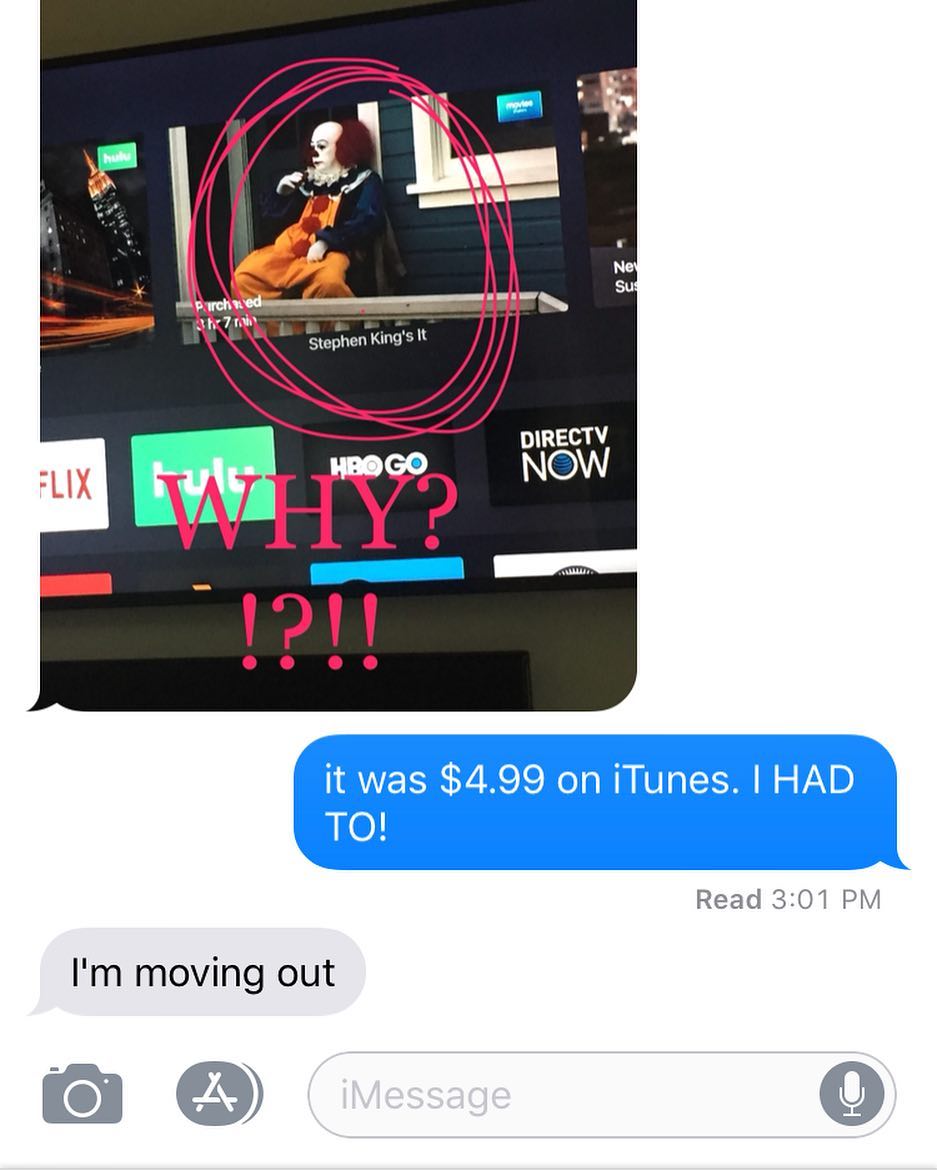 hulu
movies
Purchased
3 hr 7 min
Stephen King's It
New
Sus
FLIX
hulu
HBO GO
DIRECTV
NOW
WHY?
!?!!
it was $4.99 on iTunes. I HAD
TO!
Read 3:01 PM
I'm moving out
iMessage